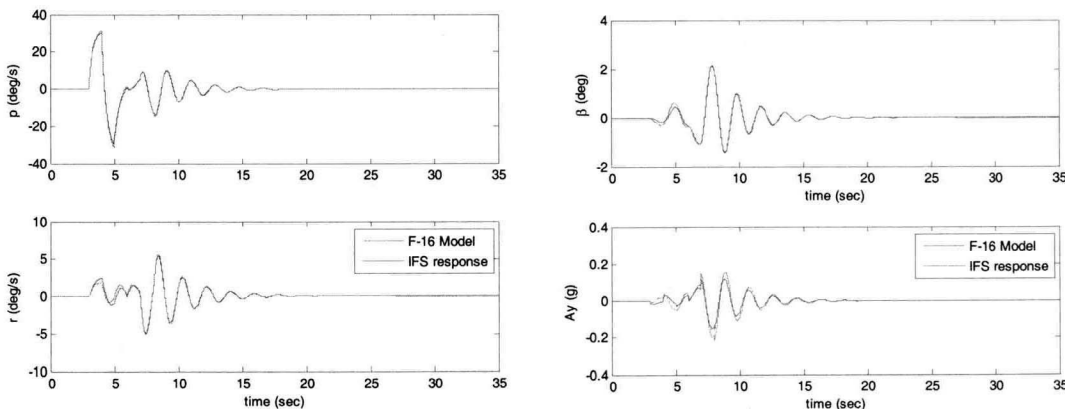 40
20
0
-20
-40
p (deg/s)
0 5 10 15 20 25 30 35
4
2
0
-2
β (deg)
0 5 10 15 20 25 30 35
time (sec)
10
5
0
-5
-10
r (deg/s)
F-16 Model
IFS response
0 5 10 15 20 25 30 35
time (sec)
0.4
0.2
0
-0.2
-0.4
Ay (g)
F-16 Model
IFS response
0 5 10 15 20 25 30 35
time (sec)